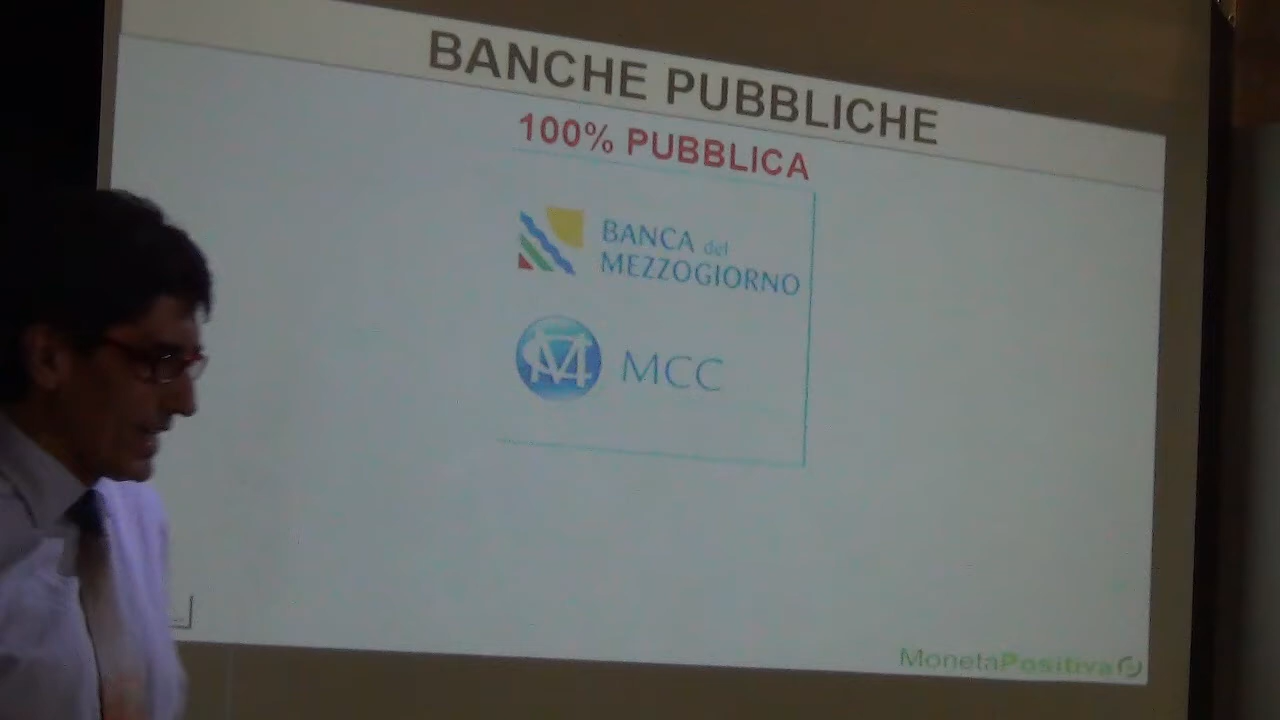 BANCHE PUBBLICHE
100% PUBBLICA
BANCA del
MEZZOGIORNO
MCC
MonetaPositiva